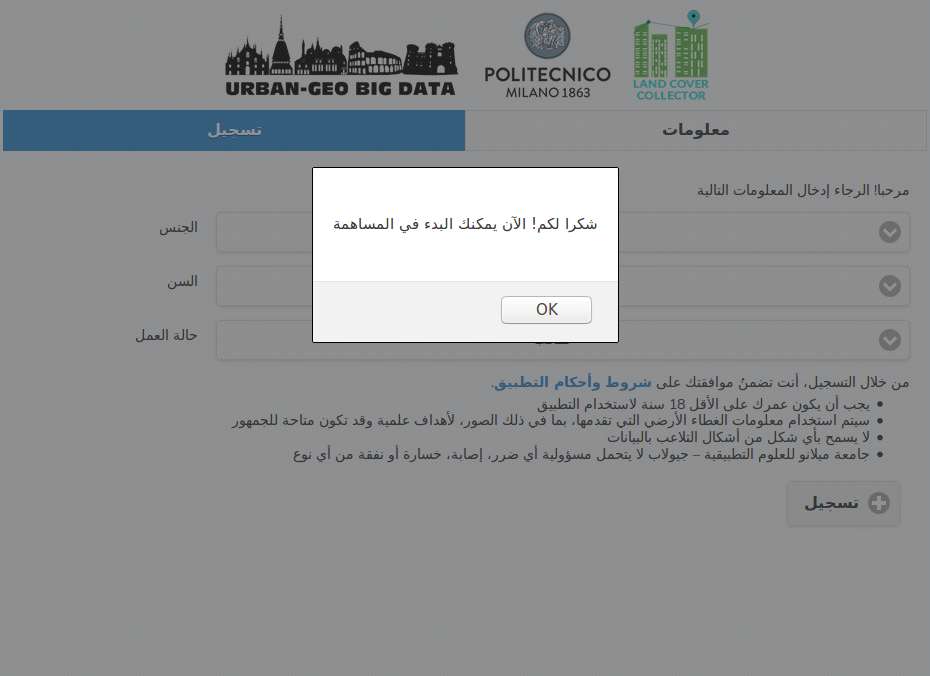 URBAN-GEO BIG DATA
POLITECNICO
MILANO 1863
LAND COVER
COLLECTOR
معلومات
تسجيل
مرحبا! الرجاء إدخال المعلومات التالية
الجنس
السن
حالة العمل
شكرا لكم! الآن يمكنك البدء في المساهمة
OK
من خلال التسجيل، أنت تضمنُ موافقتك على شروط وأحكام التطبيق.
يجب أن يكون عمرك على الأقل 18 سنة لاستخدام التطبيق
سيتم استخدام معلومات الغطاء الأرضي التي تقدمها، بما في ذلك الصور، لأهداف علمية وقد تكون متاحة للجمهور
لا يسمح بأي شكل من أشكال التلاعب بالبيانات
جامعة ميلانو للعلوم التطبيقية – جيولاب لا يتحمل مسؤولية أي ضرر، إصابة، خسارة أو نفقة من أي نوع
تسجيل